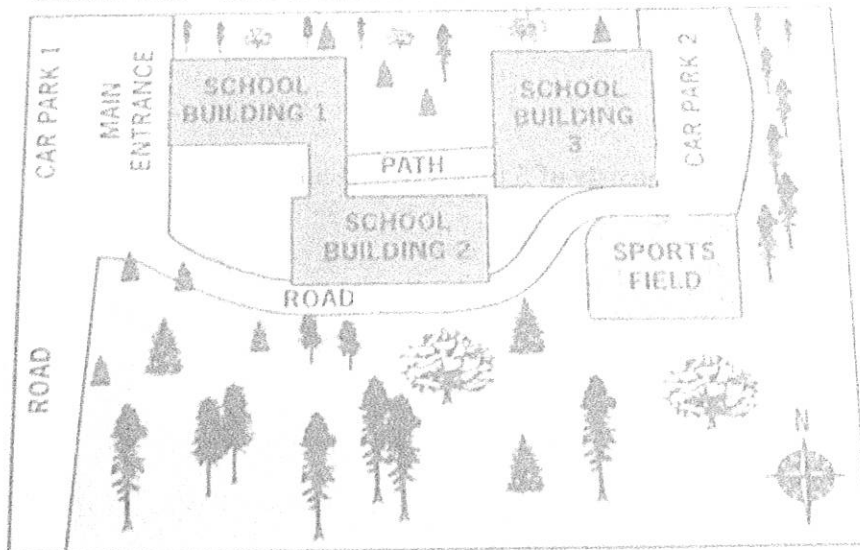 CAR PARK 1
MAIN
ENTRANCE
SCHOOL
BUILDING 1
SCHOOL
BUILDING
3
CAR PARK 2
PATH
SCHOOL
BUILDING 2
SPORTS
FIELD
ROAD
ROAD
N